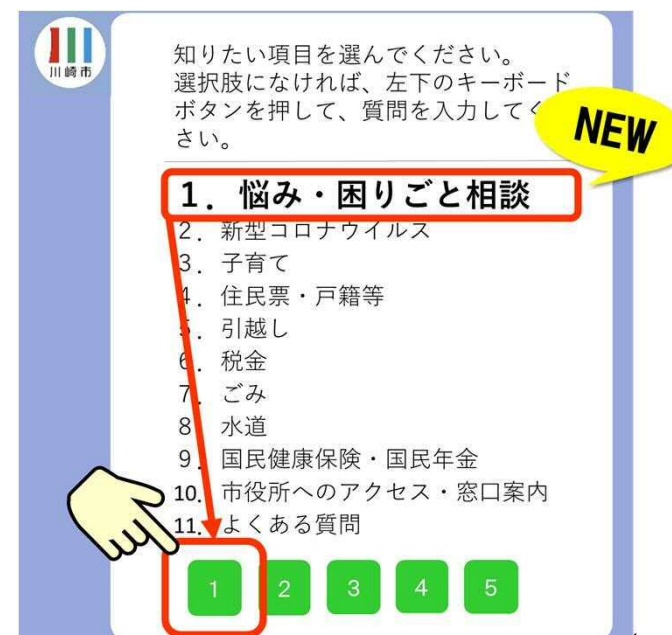 川崎市
知りたい項目を選んでください。
選択肢になければ、左下のキーボード
ボタンを押して、質問を入力してく
さい。
NEW
1. 悩み・困りごと相談
2. 新型コロナウイルス
3. 子育て
4. 住民票・戸籍等
5. 引越し
6. 税金
7. ごみ
8 水道
9. 国民健康保険・国民年金
10. 市役所へのアクセス・窓口案内
11. よくある質問
1 2 3 4 5